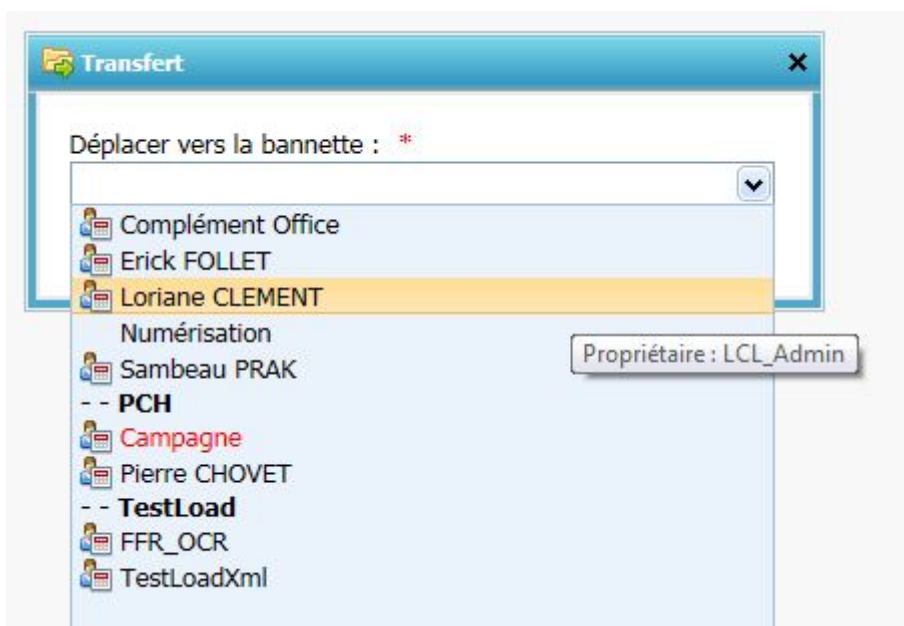 Transfert
Déplacer vers la bannette : *
Complément Office
Erick FOLLET
Loriane CLEMENT
Numérisation
Propriétaire : LCL_Admin
Sambeau PRAK
- - PCH
Campagne
Pierre CHOVET
- - TestLoad
FFR_OCR
TestLoadXml